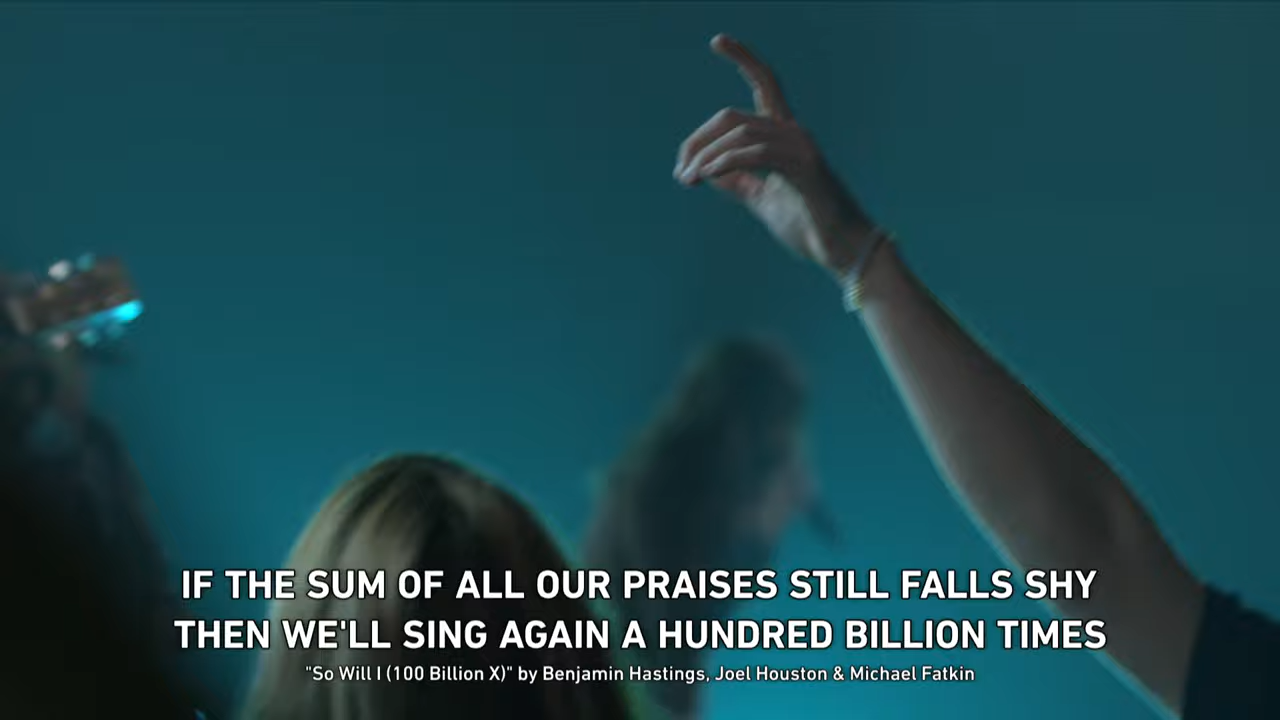 IF THE SUM OF ALL OUR PRAISES STILL FALLS SHY
THEN WE'LL SING AGAIN A HUNDRED BILLION TIMES
"So Will I (100 Billion X)" by Benjamin Hastings, Joel Houston & Michael Fatkin